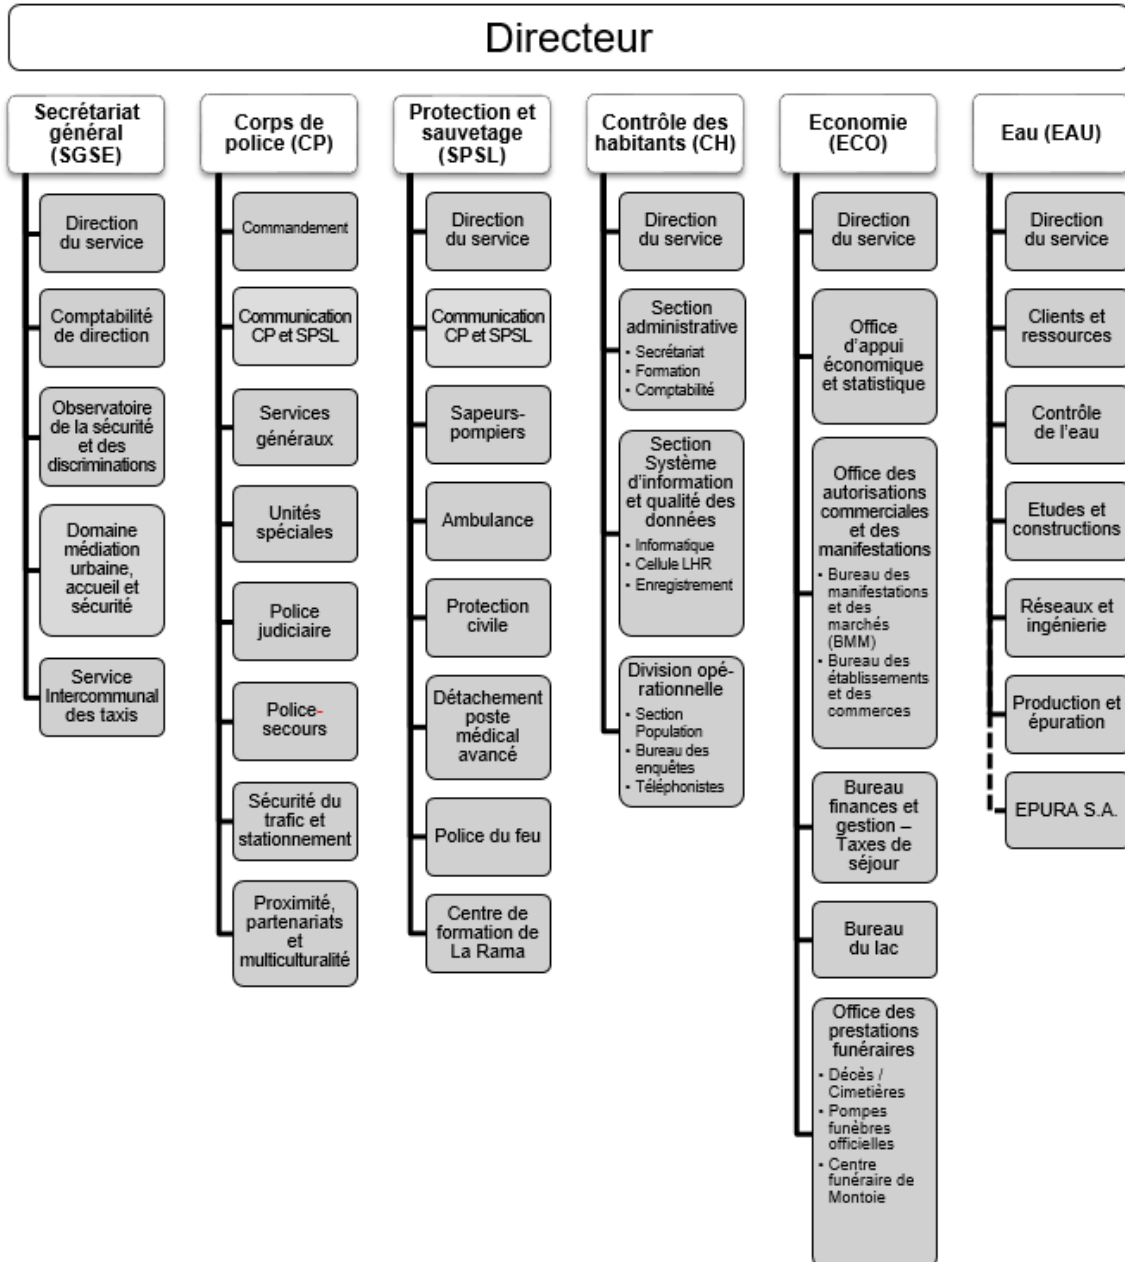 Directeur
Secrétariat
général
(SGSE)
Direction
du service
Comptabilité
de direction
Observatoire
de la sécurité
et des
discriminations
Domaine
médiation
urbaine,
accueil et
sécurité
Service
Intercommunal
des taxis
Corps de
police (CP)
Commandement
Communication
CP et SPSL
Services
généraux
Unités
spéciales
Police
judiciaire
Police-
secours
Sécurité du
trafic et
stationnement
Proximité,
partenariats
et
multiculturalité
Protection et
sauvetage
(SPSL)
Direction
du service
Communication
CP et SPSL
Sapeurs-
pompiers
Ambulance
Protection
civile
Détachement
poste
médical
avancé
Police du feu
Centre de
formation de
La Rama
Contrôle des
habitants (CH)
Direction
du service
Section
administrative
▪ Secrétariat
▪ Formation
▪ Comptabilité
Section
Système
d'information
et qualité des
données
▪ Informatique
▪ Cellule LHR
▪ Enregistrement
Division opé-
rationnelle
▪ Section
Population
▪ Bureau des
enquêtes
▪ Téléphonistes
Economie
(ECO)
Direction
du service
Office
d'appui
économique
et statistique
Office des
autorisations
commerciales
et des
manifestations
▪ Bureau des
manifestations
et des
marchés
(BMM)
▪ Bureau des
établissements
et des
commerces
Bureau
finances et
gestion –
Taxes de
séjour
Bureau
du lac
Office des
prestations
funéraires
▪ Décès /
Cimetières
▪ Pompes
funèbres
officielles
▪ Centre
funéraire de
Montoie
Eau (EAU)
Direction
du service
Clients et
ressources
Contrôle
de l'eau
Etudes et
constructions
Réseaux et
ingénierie
Production et
épuration
EPURA S.A.